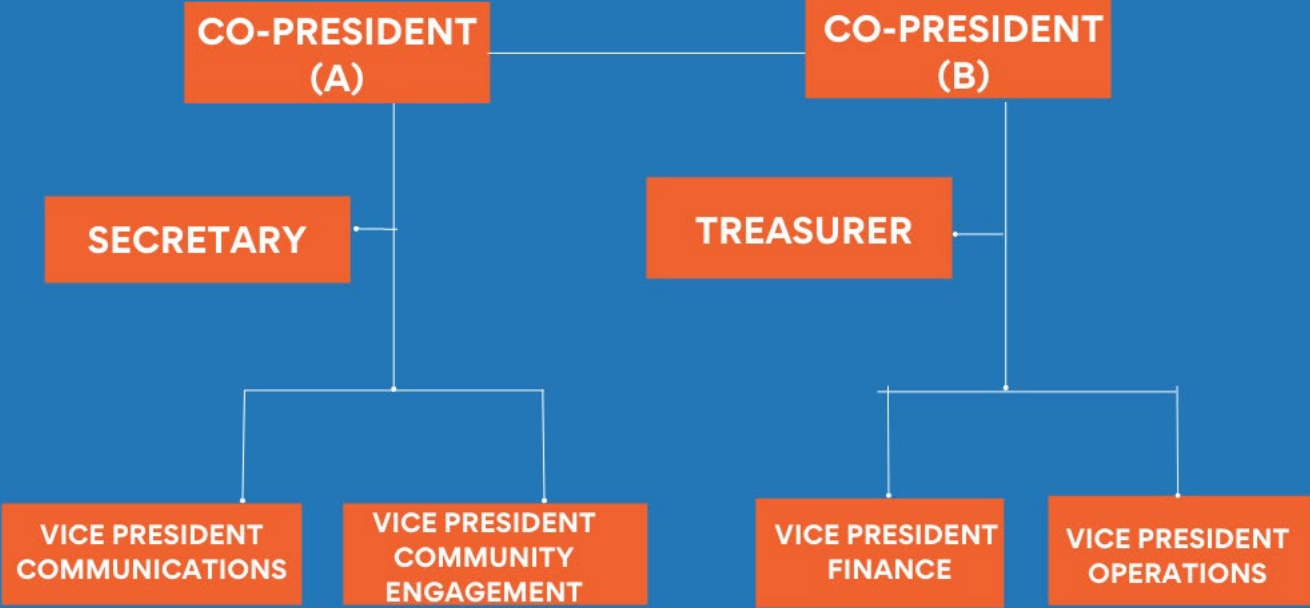 CO-PRESIDENT
(A)
CO-PRESIDENT
(B)
SECRETARY
TREASURER
VICE PRESIDENT
COMMUNICATIONS
VICE PRESIDENT
COMMUNITY
ENGAGEMENT
VICE PRESIDENT
FINANCE
VICE PRESIDENT
OPERATIONS